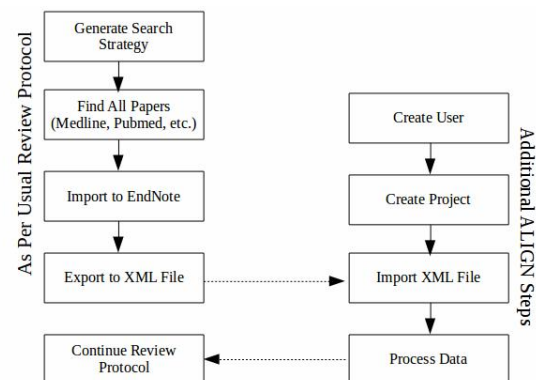 As Per Usual Review Protocol
Generate Search
Strategy
Find All Papers
(Medline, Pubmed, etc.)
Import to EndNote
Export to XML File
Continue Review
Protocol
Create User
Create Project
Import XML File
Process Data
Additional ALIGN Steps